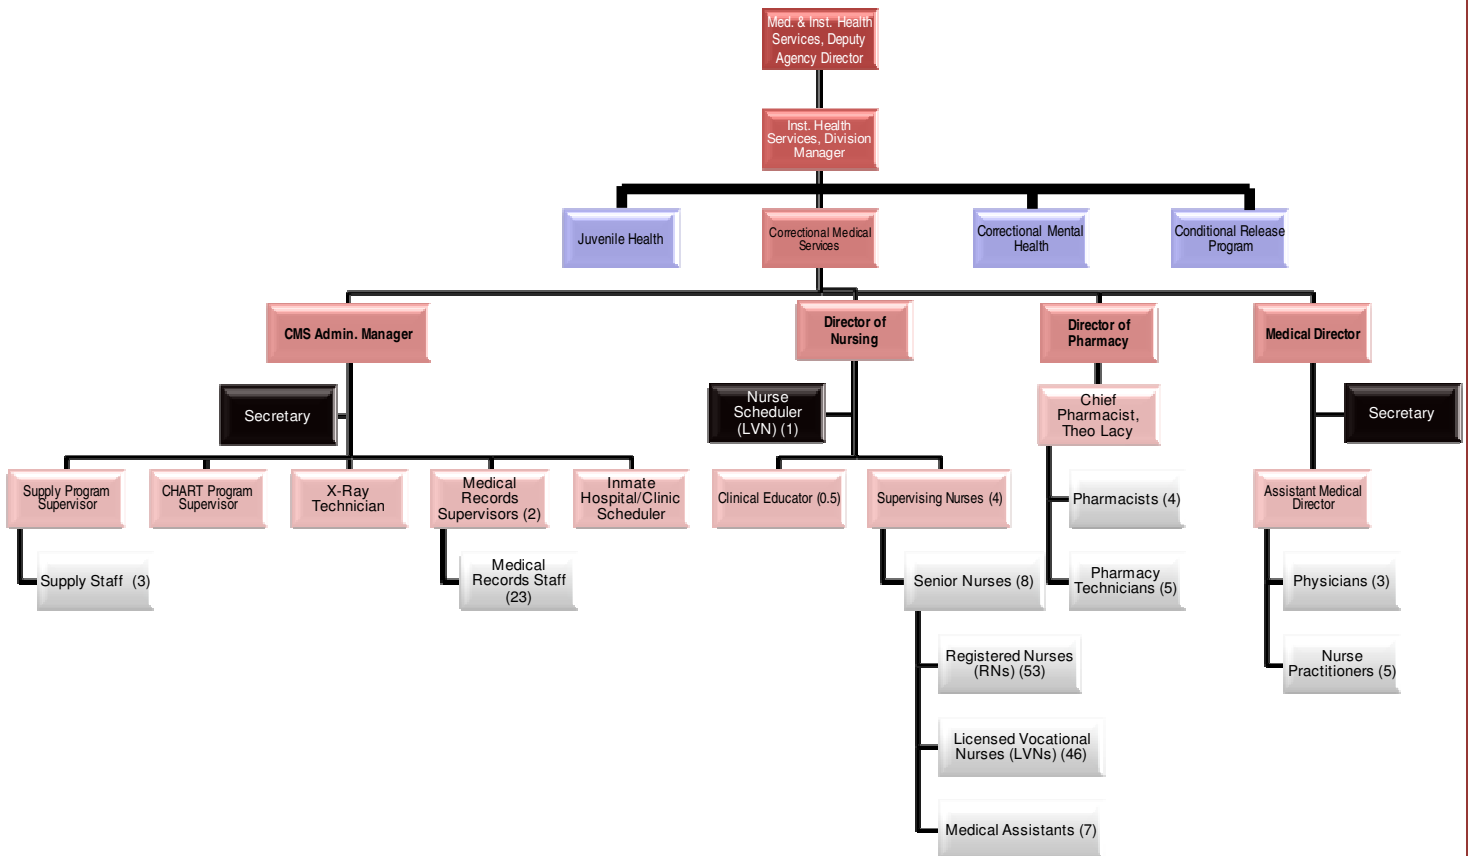 Med. & Inst. Health
Services, Deputy
Agency Director
Inst. Health
Services, Division
Manager
Juvenile Health
Correctional Medical
Services
Correctional Mental
Health
Conditional Release
Program
CMS Admin. Manager
Director of
Nursing
Director of
Pharmacy
Medical Director
Secretary
Nurse
Scheduler
(LVN) (1)
Chief
Pharmacist,
Theo Lacy
Secretary
Supply Program
Supervisor
CHART Program
Supervisor
X-Ray
Technician
Medical
Records
Supervisors (2)
Inmate
Hospital/Clinic
Scheduler
Clinical Educator (0.5)
Supervising Nurses (4)
Pharmacists (4)
Assistant Medical
Director
Supply Staff (3)
Medical
Records Staff
(23)
Senior Nurses (8)
Pharmacy
Technicians (5)
Physicians (3)
Registered Nurses
(RNs) (53)
Nurse
Practitioners (5)
Licensed Vocational
Nurses (LVNs) (46)
Medical Assistants (7)